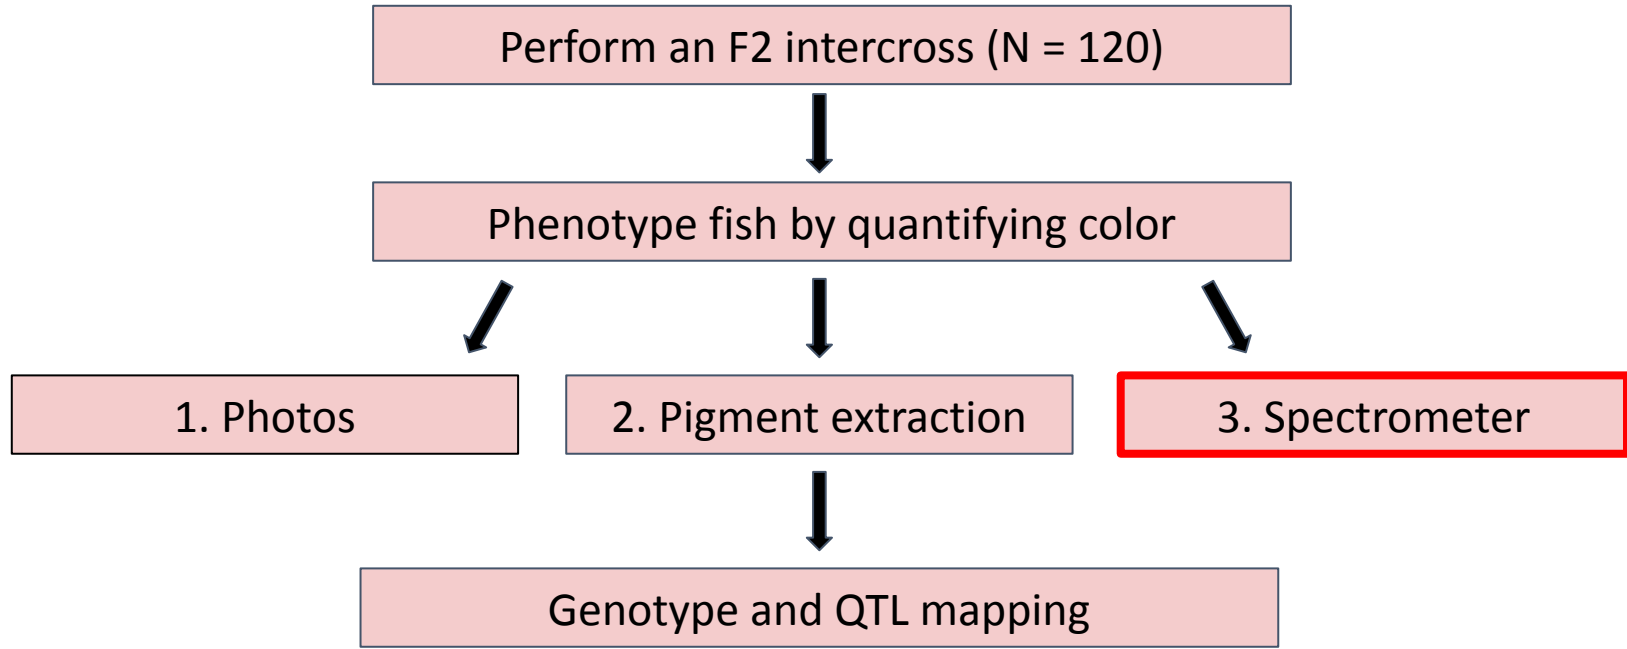 Perform an F2 intercross (N = 120)
Phenotype fish by quantifying color
1. Photos
2. Pigment extraction
3. Spectrometer
Genotype and QTL mapping